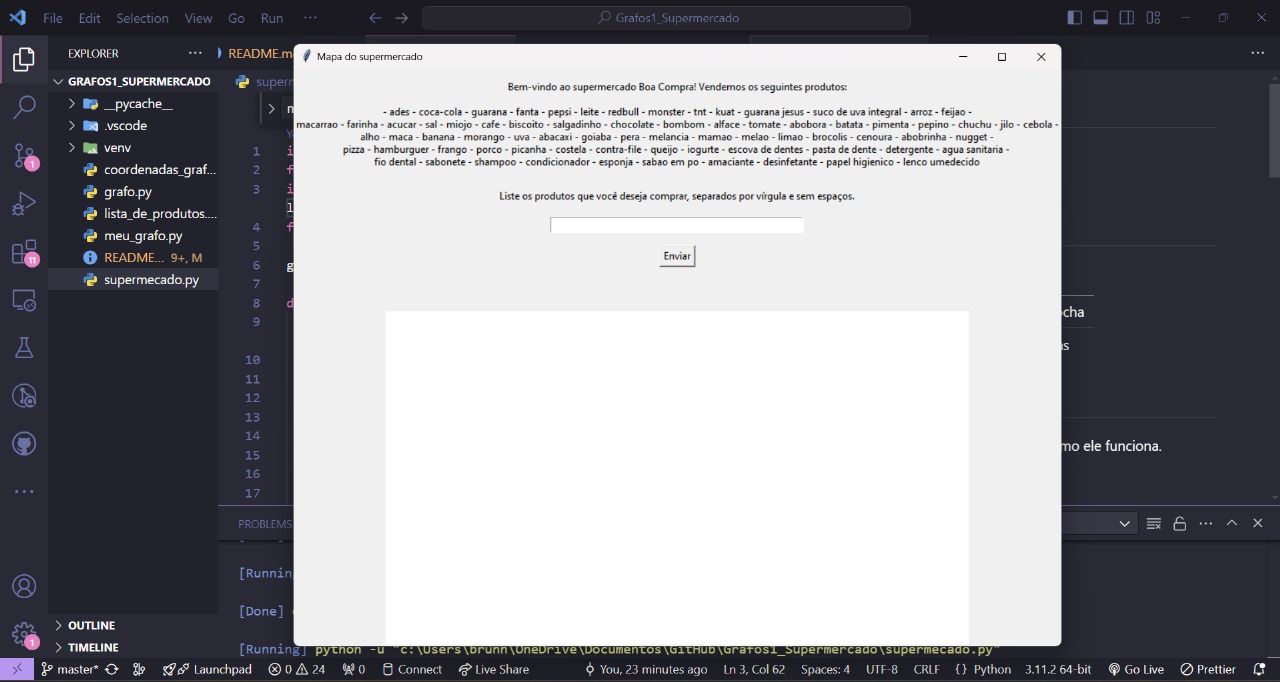 File Edit Selection View Go Run ···
Grafos1_Supermercado
EXPLORER
README.m
GRAFOS1_SUPERMERCADO
__pycache__
.vscode
venv
coordenadas_graf...
grafo.py
lista_de_produtos....
meu_grafo.py
README... 9+, M
supermecado.py
OUTLINE
TIMELINE
superm
1
2
3
4
5
6
7
8
9
10
11
12
13
14
15
16
17
Mapa do supermercado
Bem-vindo ao supermercado Boa Compra! Vendemos os seguintes produtos:
- ades - coca-cola - guarana - fanta - pepsi - leite - redbull - monster - tnt - kuat - guarana jesus - suco de uva integral - arroz - feijao -
macarrao - farinha - acucar - sal - miojo - cafe - biscoito - salgadinho - chocolate - bombom - alface - tomate - abobora - batata - pimenta - pepino - chuchu - jilo - cebola -
alho - maca - banana - morango - uva - abacaxi - goiaba - pera - melancia - mamao - melao - limao - brocolis - cenoura - abobrinha - nugget -
pizza - hamburguer - frango - porco - picanha - costela - contra-file - queijo - iogurte - escova de dentes - pasta de dente - detergente - agua sanitaria -
fio dental - sabonete - shampoo - condicionador - esponja - sabao em po - amaciante - desinfetante - papel higienico - lenco umedecido
Liste os produtos que você deseja comprar, separados por vírgula e sem espaços.
Enviar
ocha
as
mo ele funciona.
PROBLEMS
[Running
[Done]
[Running] python -u "c:\Users\brunn\OneDrive\Documentos\GitHub\Grafos1_Supermercado\supermecado.py"
master* Launchpad 0 24 0 Connect Live Share You, 23 minutes ago Ln 3, Col 62 Spaces: 4 UTF-8 CRLF {} Python 3.11.2 64-bit Go Live Prettier